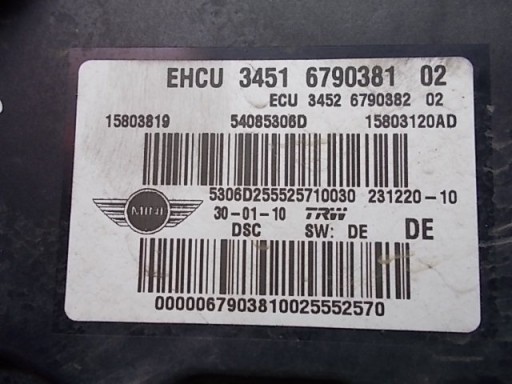 EHCU 3451 6790381 02
ECU 3452 6790382 02
15803819 54085306D 15803120AD
5306D255525710030 231220-10
MINI 30-01-10 TRW
DSC SW: DE DE
0000067903810025552570